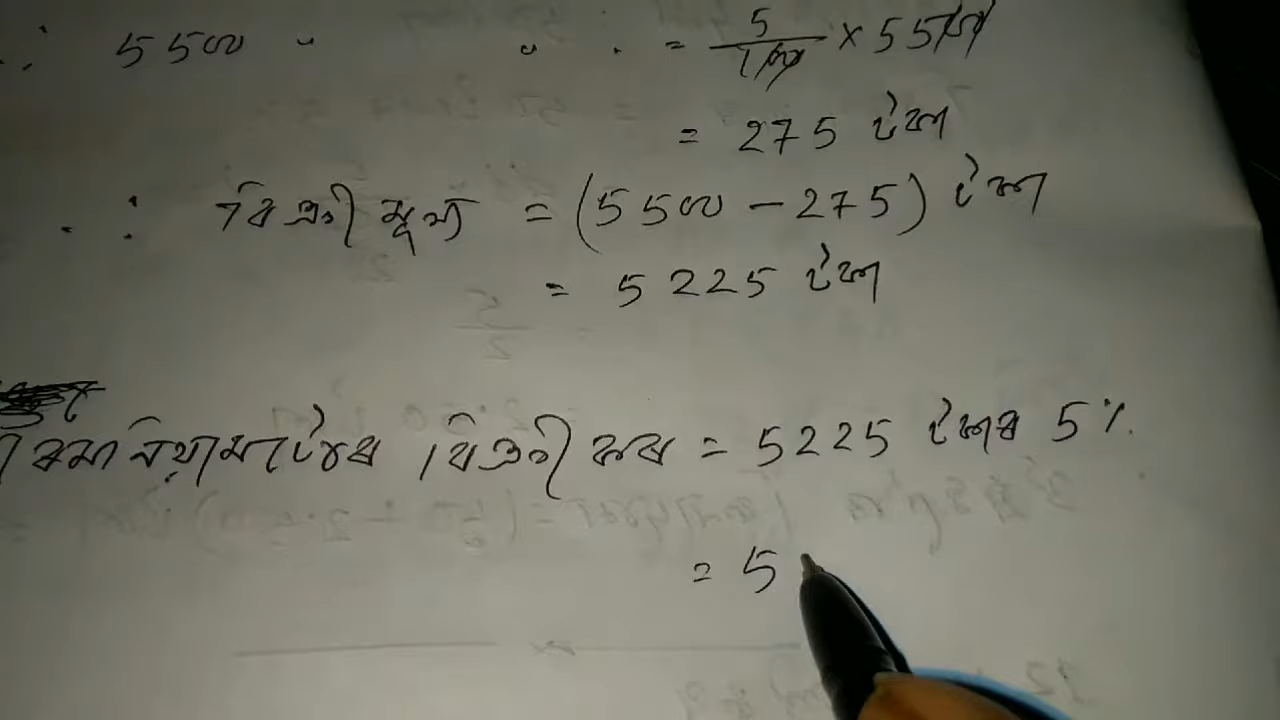 ∴ 5500 " " " = 5/100 × 5500
= 275 টকা
∴ বিক্ৰী মূল্য = (5500 - 275) টকা
= 5225 টকা
বিক্ৰী কৰ = 5225 টকাৰ 5%.
= 5